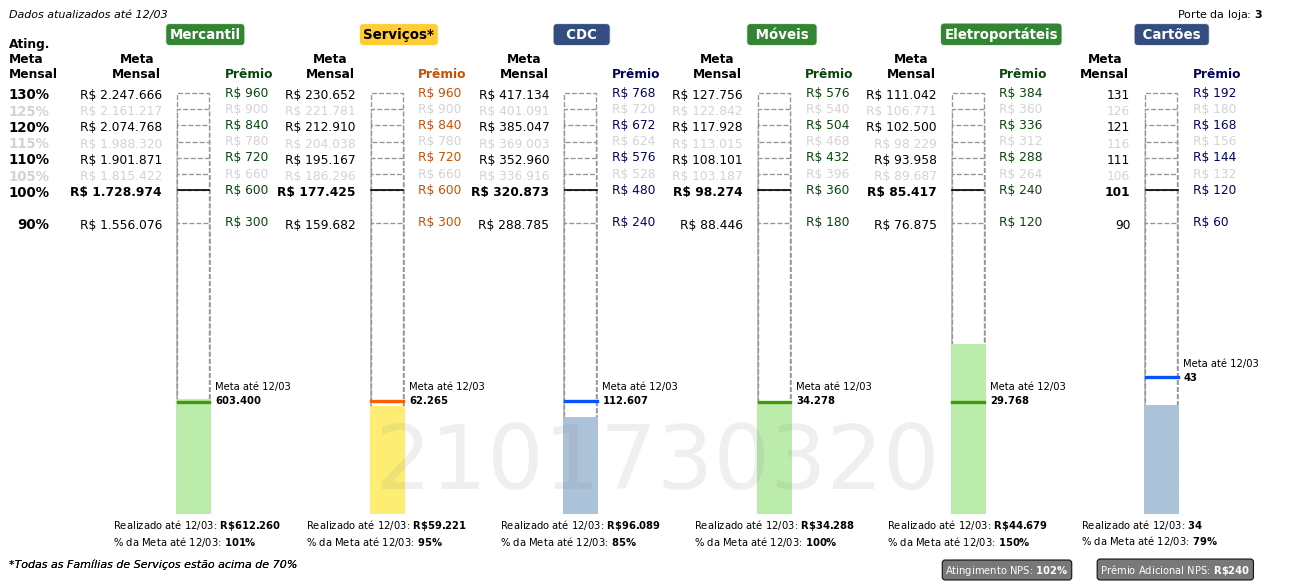 Dados atualizados até 12/03 Porte da loja: 3
Mercantil Serviços* CDC Móveis Eletroportáteis Cartões
Ating. Meta Mensal Meta Mensal Prêmio Meta Mensal Prêmio Meta Mensal Prêmio Meta Mensal Prêmio Meta Mensal Prêmio Meta Mensal Prêmio
130% R$ 2.247.666 R$ 960 R$ 230.652 R$ 960 R$ 417.134 R$ 768 R$ 127.756 R$ 576 R$ 111.042 R$ 384 131 R$ 192
125% R$ 2.161.217 R$ 900 R$ 221.781 R$ 900 R$ 401.091 R$ 720 R$ 122.842 R$ 540 R$ 106.771 R$ 360 126 R$ 180
120% R$ 2.074.768 R$ 840 R$ 212.910 R$ 840 R$ 385.047 R$ 672 R$ 117.928 R$ 504 R$ 102.500 R$ 336 121 R$ 168
115% R$ 1.988.320 R$ 780 R$ 204.038 R$ 780 R$ 369.003 R$ 624 R$ 113.015 R$ 468 R$ 98.229 R$ 312 116 R$ 156
110% R$ 1.901.871 R$ 720 R$ 195.167 R$ 720 R$ 352.960 R$ 576 R$ 108.101 R$ 432 R$ 93.958 R$ 288 111 R$ 144
105% R$ 1.815.422 R$ 660 R$ 186.296 R$ 660 R$ 336.916 R$ 528 R$ 103.187 R$ 396 R$ 89.687 R$ 264 106 R$ 132
100% R$ 1.728.974 R$ 600 R$ 177.425 R$ 600 R$ 320.873 R$ 480 R$ 98.274 R$ 360 R$ 85.417 R$ 240 101 R$ 120
90% R$ 1.556.076 R$ 300 R$ 159.682 R$ 300 R$ 288.785 R$ 240 R$ 88.446 R$ 180 R$ 76.875 R$ 120 90 R$ 60
Meta até 12/03 Meta até 12/03 Meta até 12/03 Meta até 12/03 Meta até 12/03 Meta até 12/03
603.400 62.265 112.607 34.278 29.768 43
2101730320
Realizado até 12/03: R$612.260 Realizado até 12/03: R$59.221 Realizado até 12/03: R$96.089 Realizado até 12/03: R$34.288 Realizado até 12/03: R$44.679 Realizado até 12/03: 34
% da Meta até 12/03: 101% % da Meta até 12/03: 95% % da Meta até 12/03: 85% % da Meta até 12/03: 100% % da Meta até 12/03: 150% % da Meta até 12/03: 79%
*Todas as Famílias de Serviços estão acima de 70% Atingimento NPS: 102% Prêmio Adicional NPS: R$240